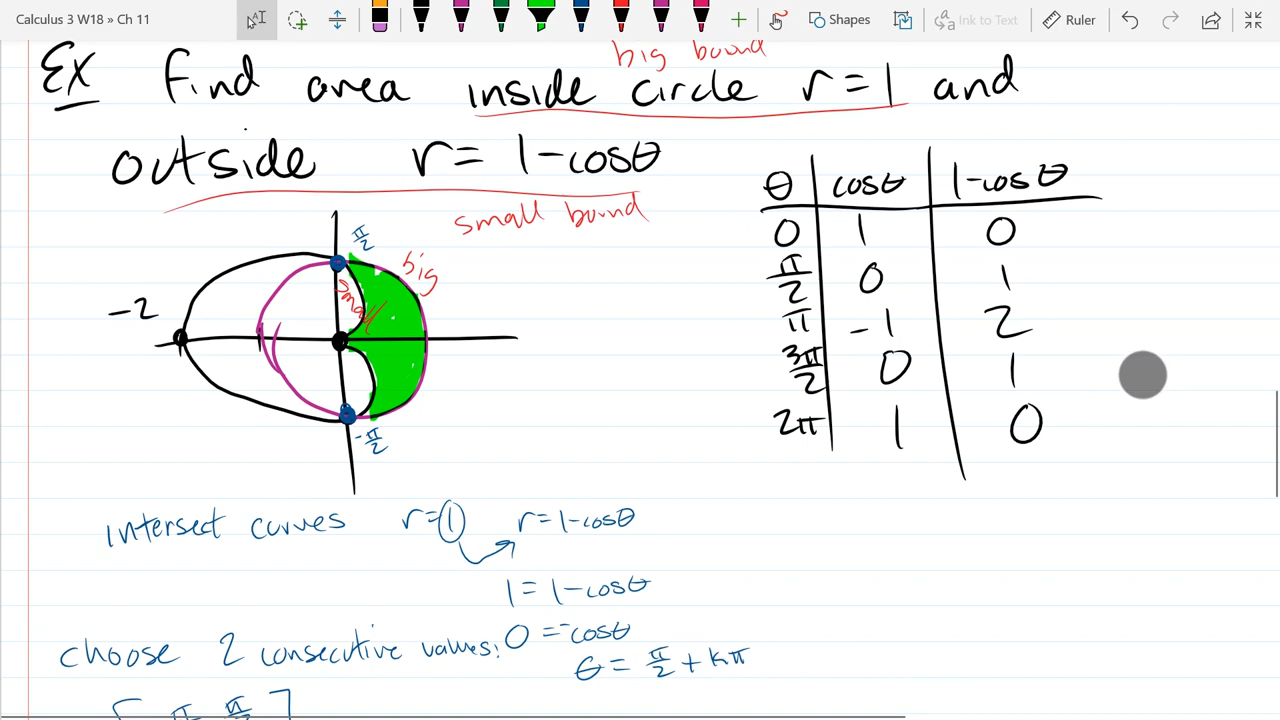 Calculus 3 W18 » Ch 11
Shapes
Ink to Text
Ruler
big bound
Ex Find area inside circle r=1 and
outside r= 1-cosθ
small bound
θ cosθ 1-cosθ
0 1 0
π/2 0 1
π -1 2
3π/2 0 1
2π 1 0
π/2
big
small
-2
-π/2
intersect curves r=1 r=1-cosθ
1=1-cosθ
0=-cosθ
choose 2 consecutive values:
θ= π/2+kπ